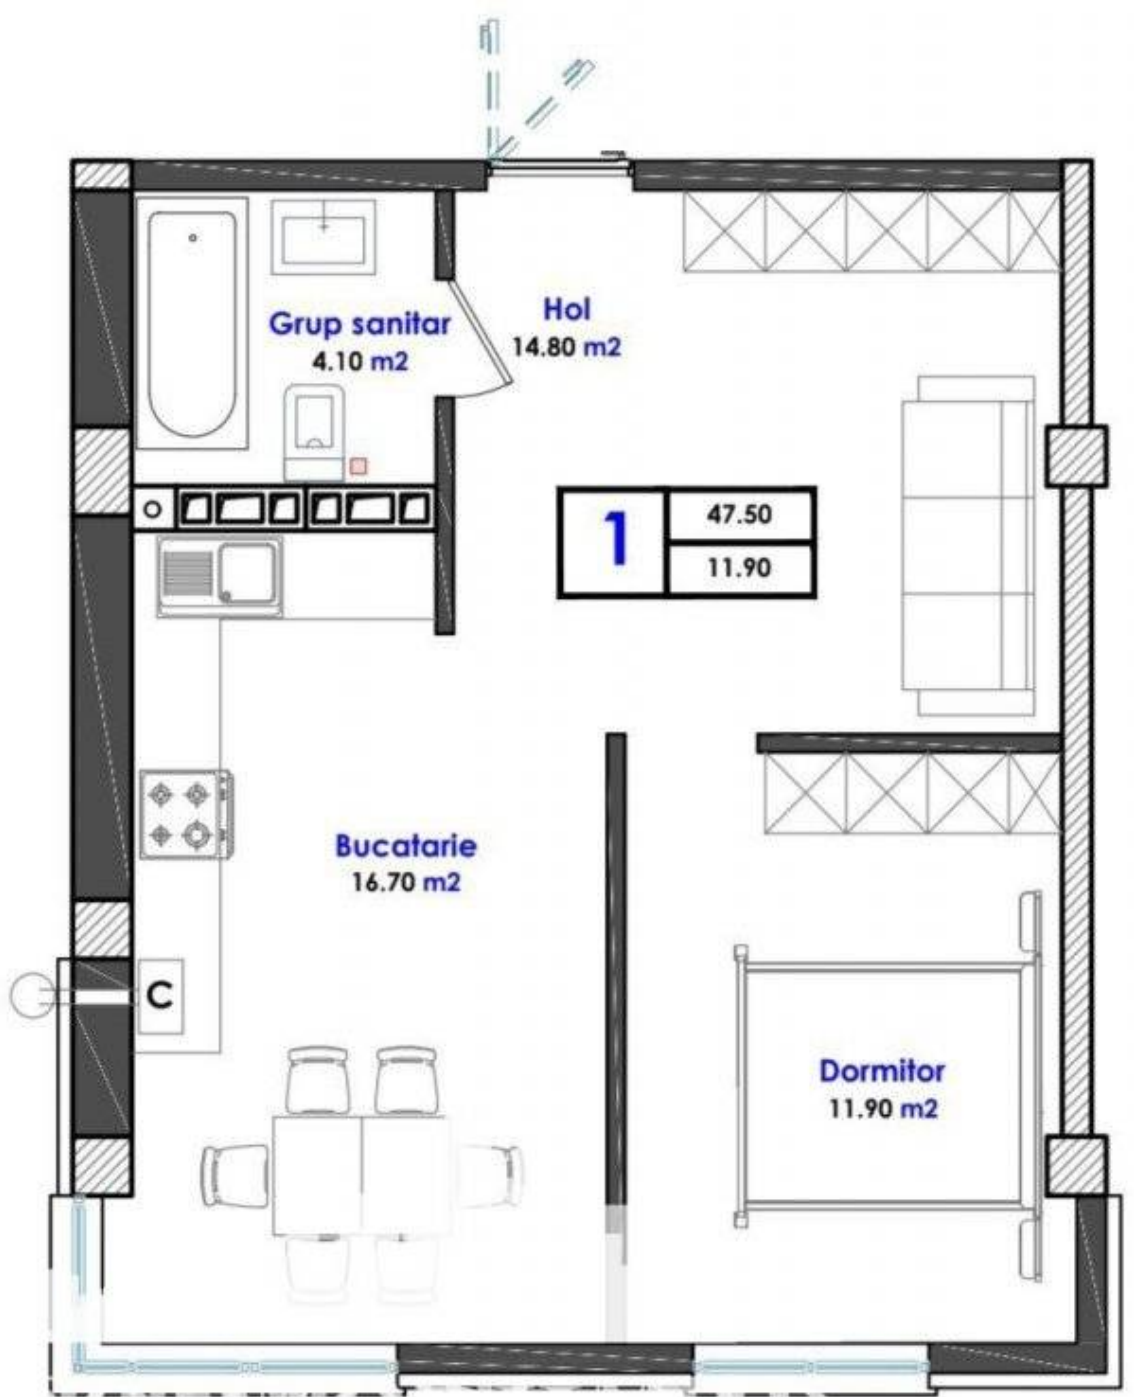 Grup sanitar
4.10 m2
Hol
14.80 m2
1
47.50
11.90
Bucatarie
16.70 m2
C
Dormitor
11.90 m2